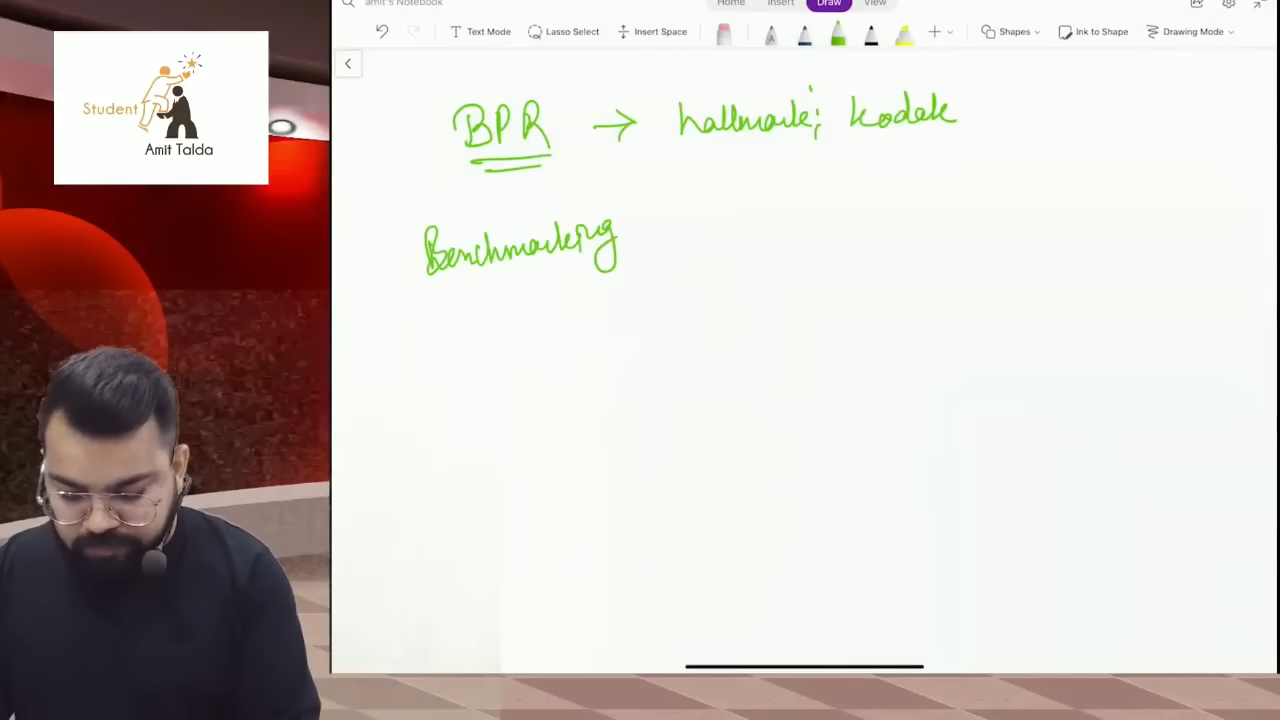 amit's Notebook
Home Insert Draw View
Text Mode Lasso Select Insert Space Shapes Ink to Shape Drawing Mode
Student
Amit Talda
BPR → hallmark; kodak
Benchmarking